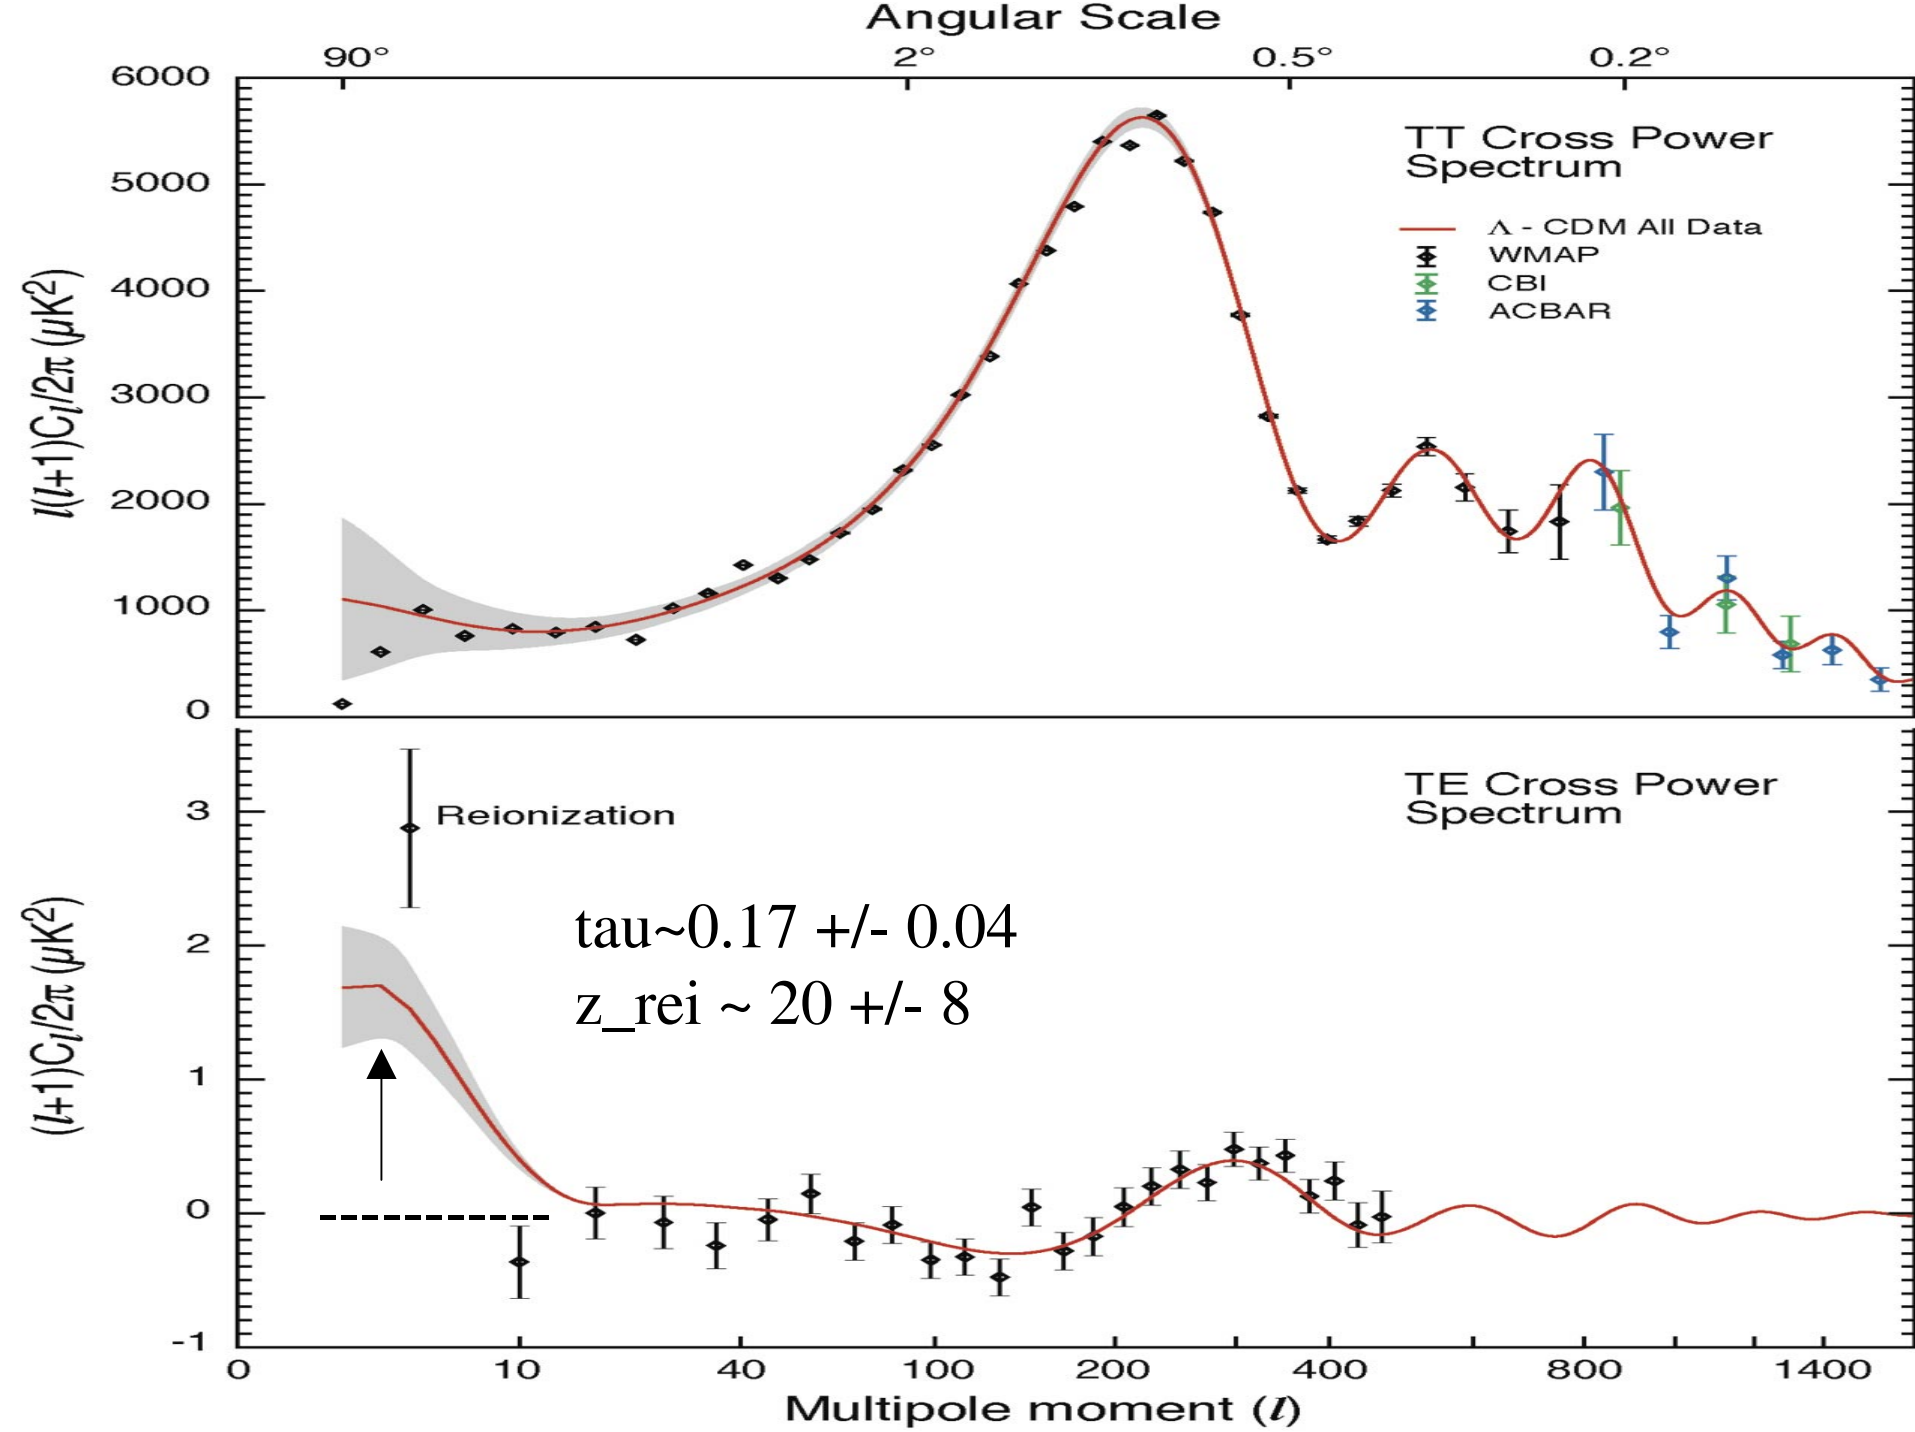 Angular Scale
90° 2° 0.5° 0.2°
6000
5000
4000
3000
2000
1000
0
l(l+1)Cl/2π (μK2)
TT Cross Power
Spectrum
Λ - CDM All Data
WMAP
CBI
ACBAR
3
2
1
0
-1
(l+1)Cl/2π (μK2)
Reionization
TE Cross Power
Spectrum
tau~0.17 +/- 0.04
z_rei ~ 20 +/- 8
0 10 40 100 200 400 800 1400
Multipole moment (l)